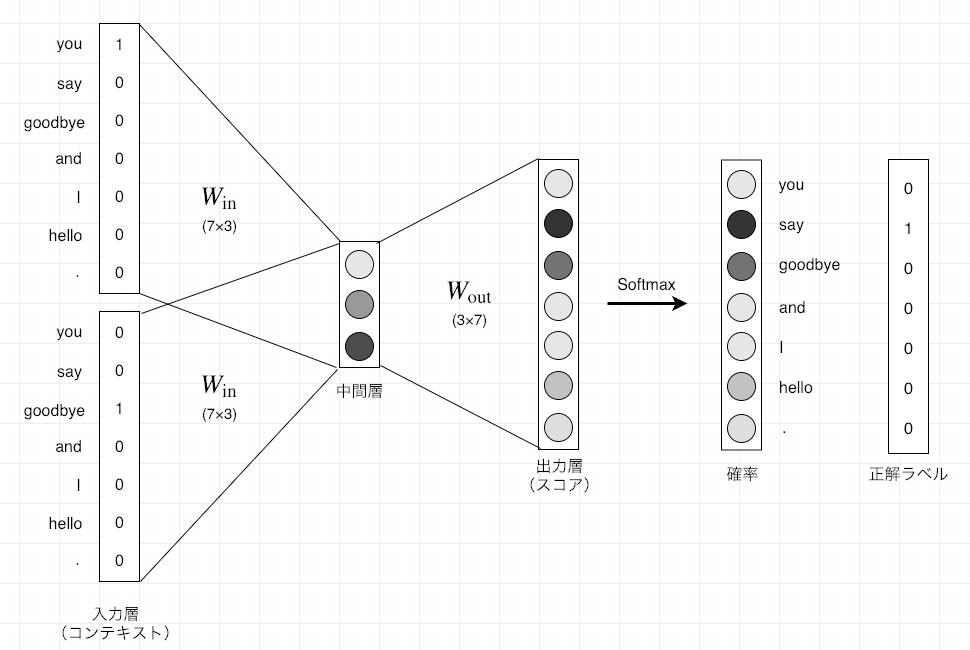 you 1
say 0
goodbye 0
and 0
I 0
hello 0
. 0
W_in
(7×3)
you 0
say 0
goodbye 1
and 0
I 0
hello 0
. 0
W_in
(7×3)
入力層
（コンテキスト）
中間層
W_out
(3×7)
出力層
（スコア）
Softmax
you
say
goodbye
and
I
hello
.
確率
0
1
0
0
0
0
0
正解ラベル